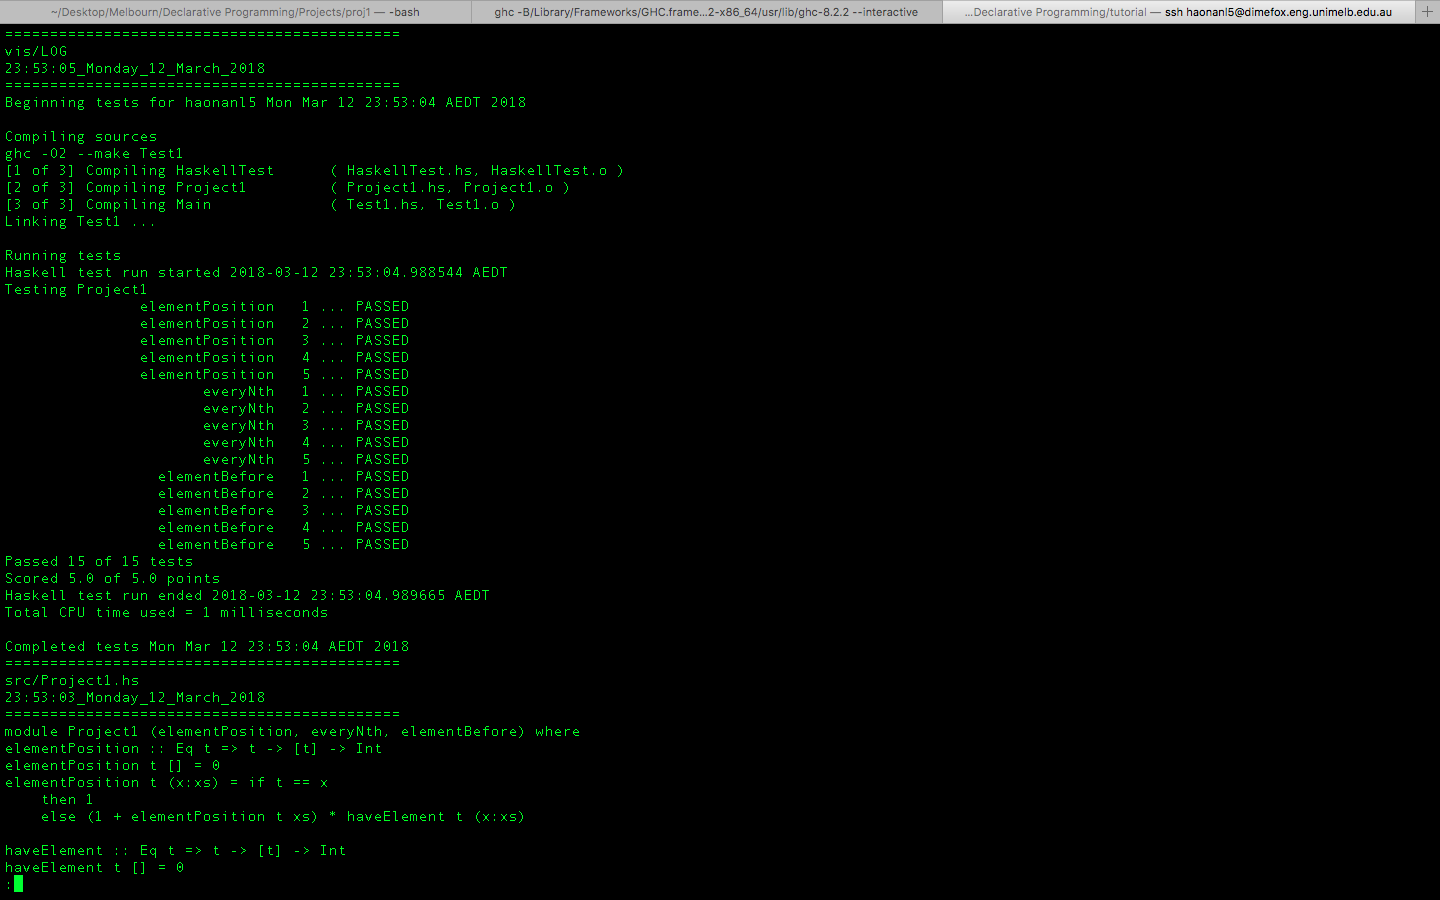 ~/Desktop/Melbourn/Declarative Programming/Projects/proj1 — -bash
ghc -B/Library/Frameworks/GHC.frame...2-x86_64/usr/lib/ghc-8.2.2 --interactive
...Declarative Programming/tutorial — ssh haonanl5@dimefox.eng.unimelb.edu.au
+
============================================
vis/LOG
23:53:05_Monday_12_March_2018
============================================
Beginning tests for haonanl5 Mon Mar 12 23:53:04 AEDT 2018
Compiling sources
ghc -O2 --make Test1
[1 of 3] Compiling HaskellTest      ( HaskellTest.hs, HaskellTest.o )
[2 of 3] Compiling Project1         ( Project1.hs, Project1.o )
[3 of 3] Compiling Main             ( Test1.hs, Test1.o )
Linking Test1 ...
Running tests
Haskell test run started 2018-03-12 23:53:04.988544 AEDT
Testing Project1
elementPosition   1 ... PASSED
elementPosition   2 ... PASSED
elementPosition   3 ... PASSED
elementPosition   4 ... PASSED
elementPosition   5 ... PASSED
everyNth   1 ... PASSED
everyNth   2 ... PASSED
everyNth   3 ... PASSED
everyNth   4 ... PASSED
everyNth   5 ... PASSED
elementBefore   1 ... PASSED
elementBefore   2 ... PASSED
elementBefore   3 ... PASSED
elementBefore   4 ... PASSED
elementBefore   5 ... PASSED
Passed 15 of 15 tests
Scored 5.0 of 5.0 points
Haskell test run ended 2018-03-12 23:53:04.989665 AEDT
Total CPU time used = 1 milliseconds
Completed tests Mon Mar 12 23:53:04 AEDT 2018
============================================
src/Project1.hs
23:53:03_Monday_12_March_2018
============================================
module Project1 (elementPosition, everyNth, elementBefore) where
elementPosition :: Eq t => t -> [t] -> Int
elementPosition t [] = 0
elementPosition t (x:xs) = if t == x
    then 1
    else (1 + elementPosition t xs) * haveElement t (x:xs)
haveElement :: Eq t => t -> [t] -> Int
haveElement t [] = 0
: